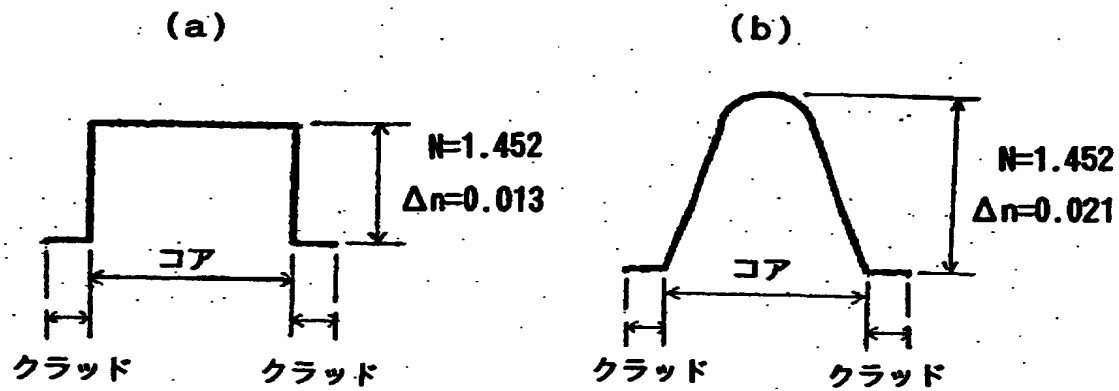 (a)
N=1.452
Δn=0.013
コア
クラッド
クラッド
(b)
N=1.452
Δn=0.021
コア
クラッド
クラッド